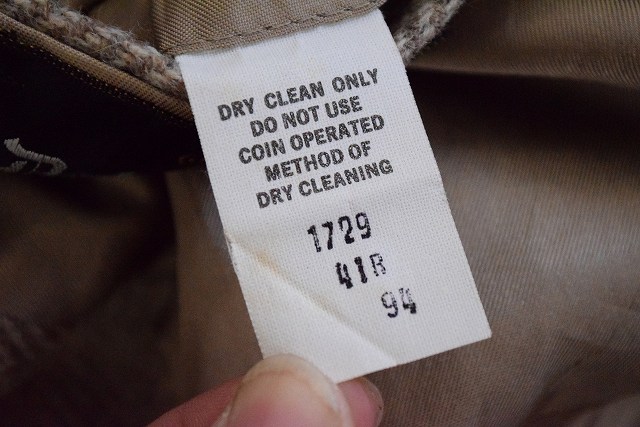 DRY CLEAN ONLY
DO NOT USE
COIN OPERATED
METHOD OF
DRY CLEANING
1729
41R
94